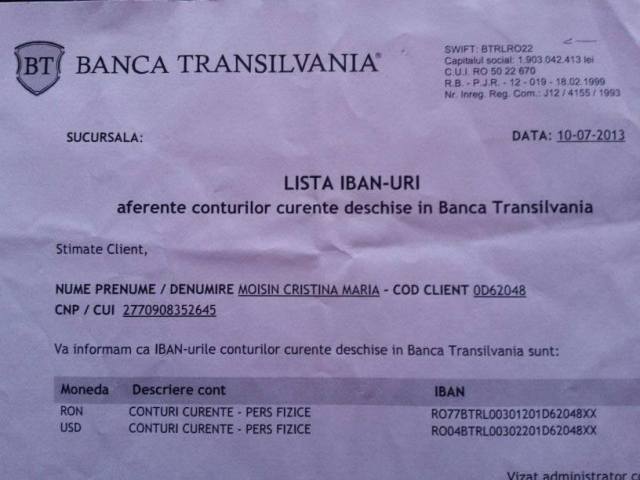 BT BANCA TRANSILVANIA®
SWIFT: BTRLRO22
Capitalul social: 1.903.042.413 lei
C.U.I. RO 50 22 670
R.B. - P.J.R. - 12 - 019 - 18.02.1999
Nr. Inreg. Reg. Com.: J12 / 4155 / 1993
SUCURSALA:
DATA: 10-07-2013
LISTA IBAN-URI
aferente conturilor curente deschise in Banca Transilvania
Stimate Client,
NUME PRENUME / DENUMIRE MOISIN CRISTINA MARIA - COD CLIENT 0D62048
CNP / CUI 2770908352645
Va informam ca IBAN-urile conturilor curente deschise in Banca Transilvania sunt:
Moneda Descriere cont IBAN
RON CONTURI CURENTE - PERS FIZICE RO77BTRL00301201D62048XX
USD CONTURI CURENTE - PERS FIZICE RO04BTRL00302201D62048XX
Vizat administrator